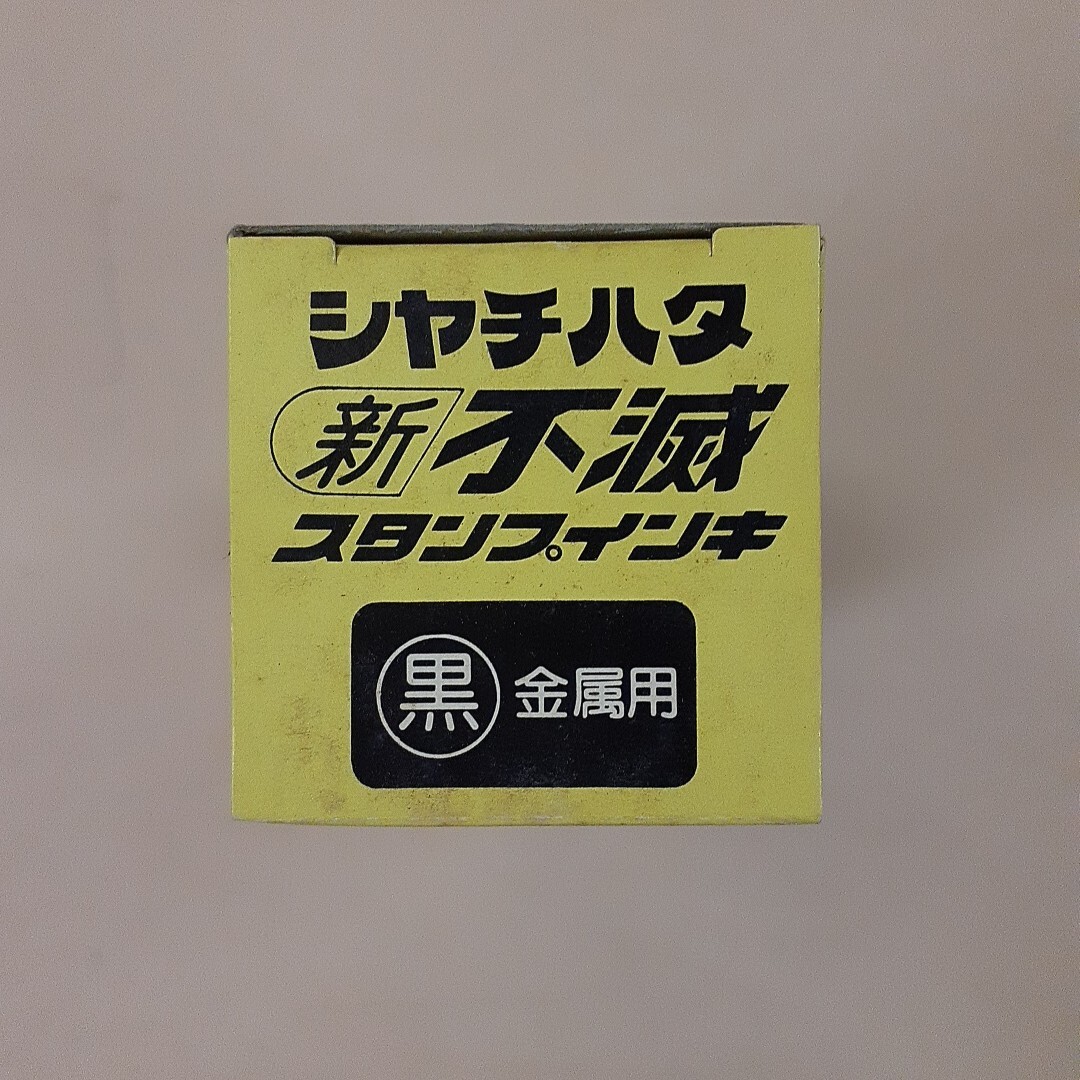 シヤチハタ
新不滅
スタンプインキ
黒 金属用